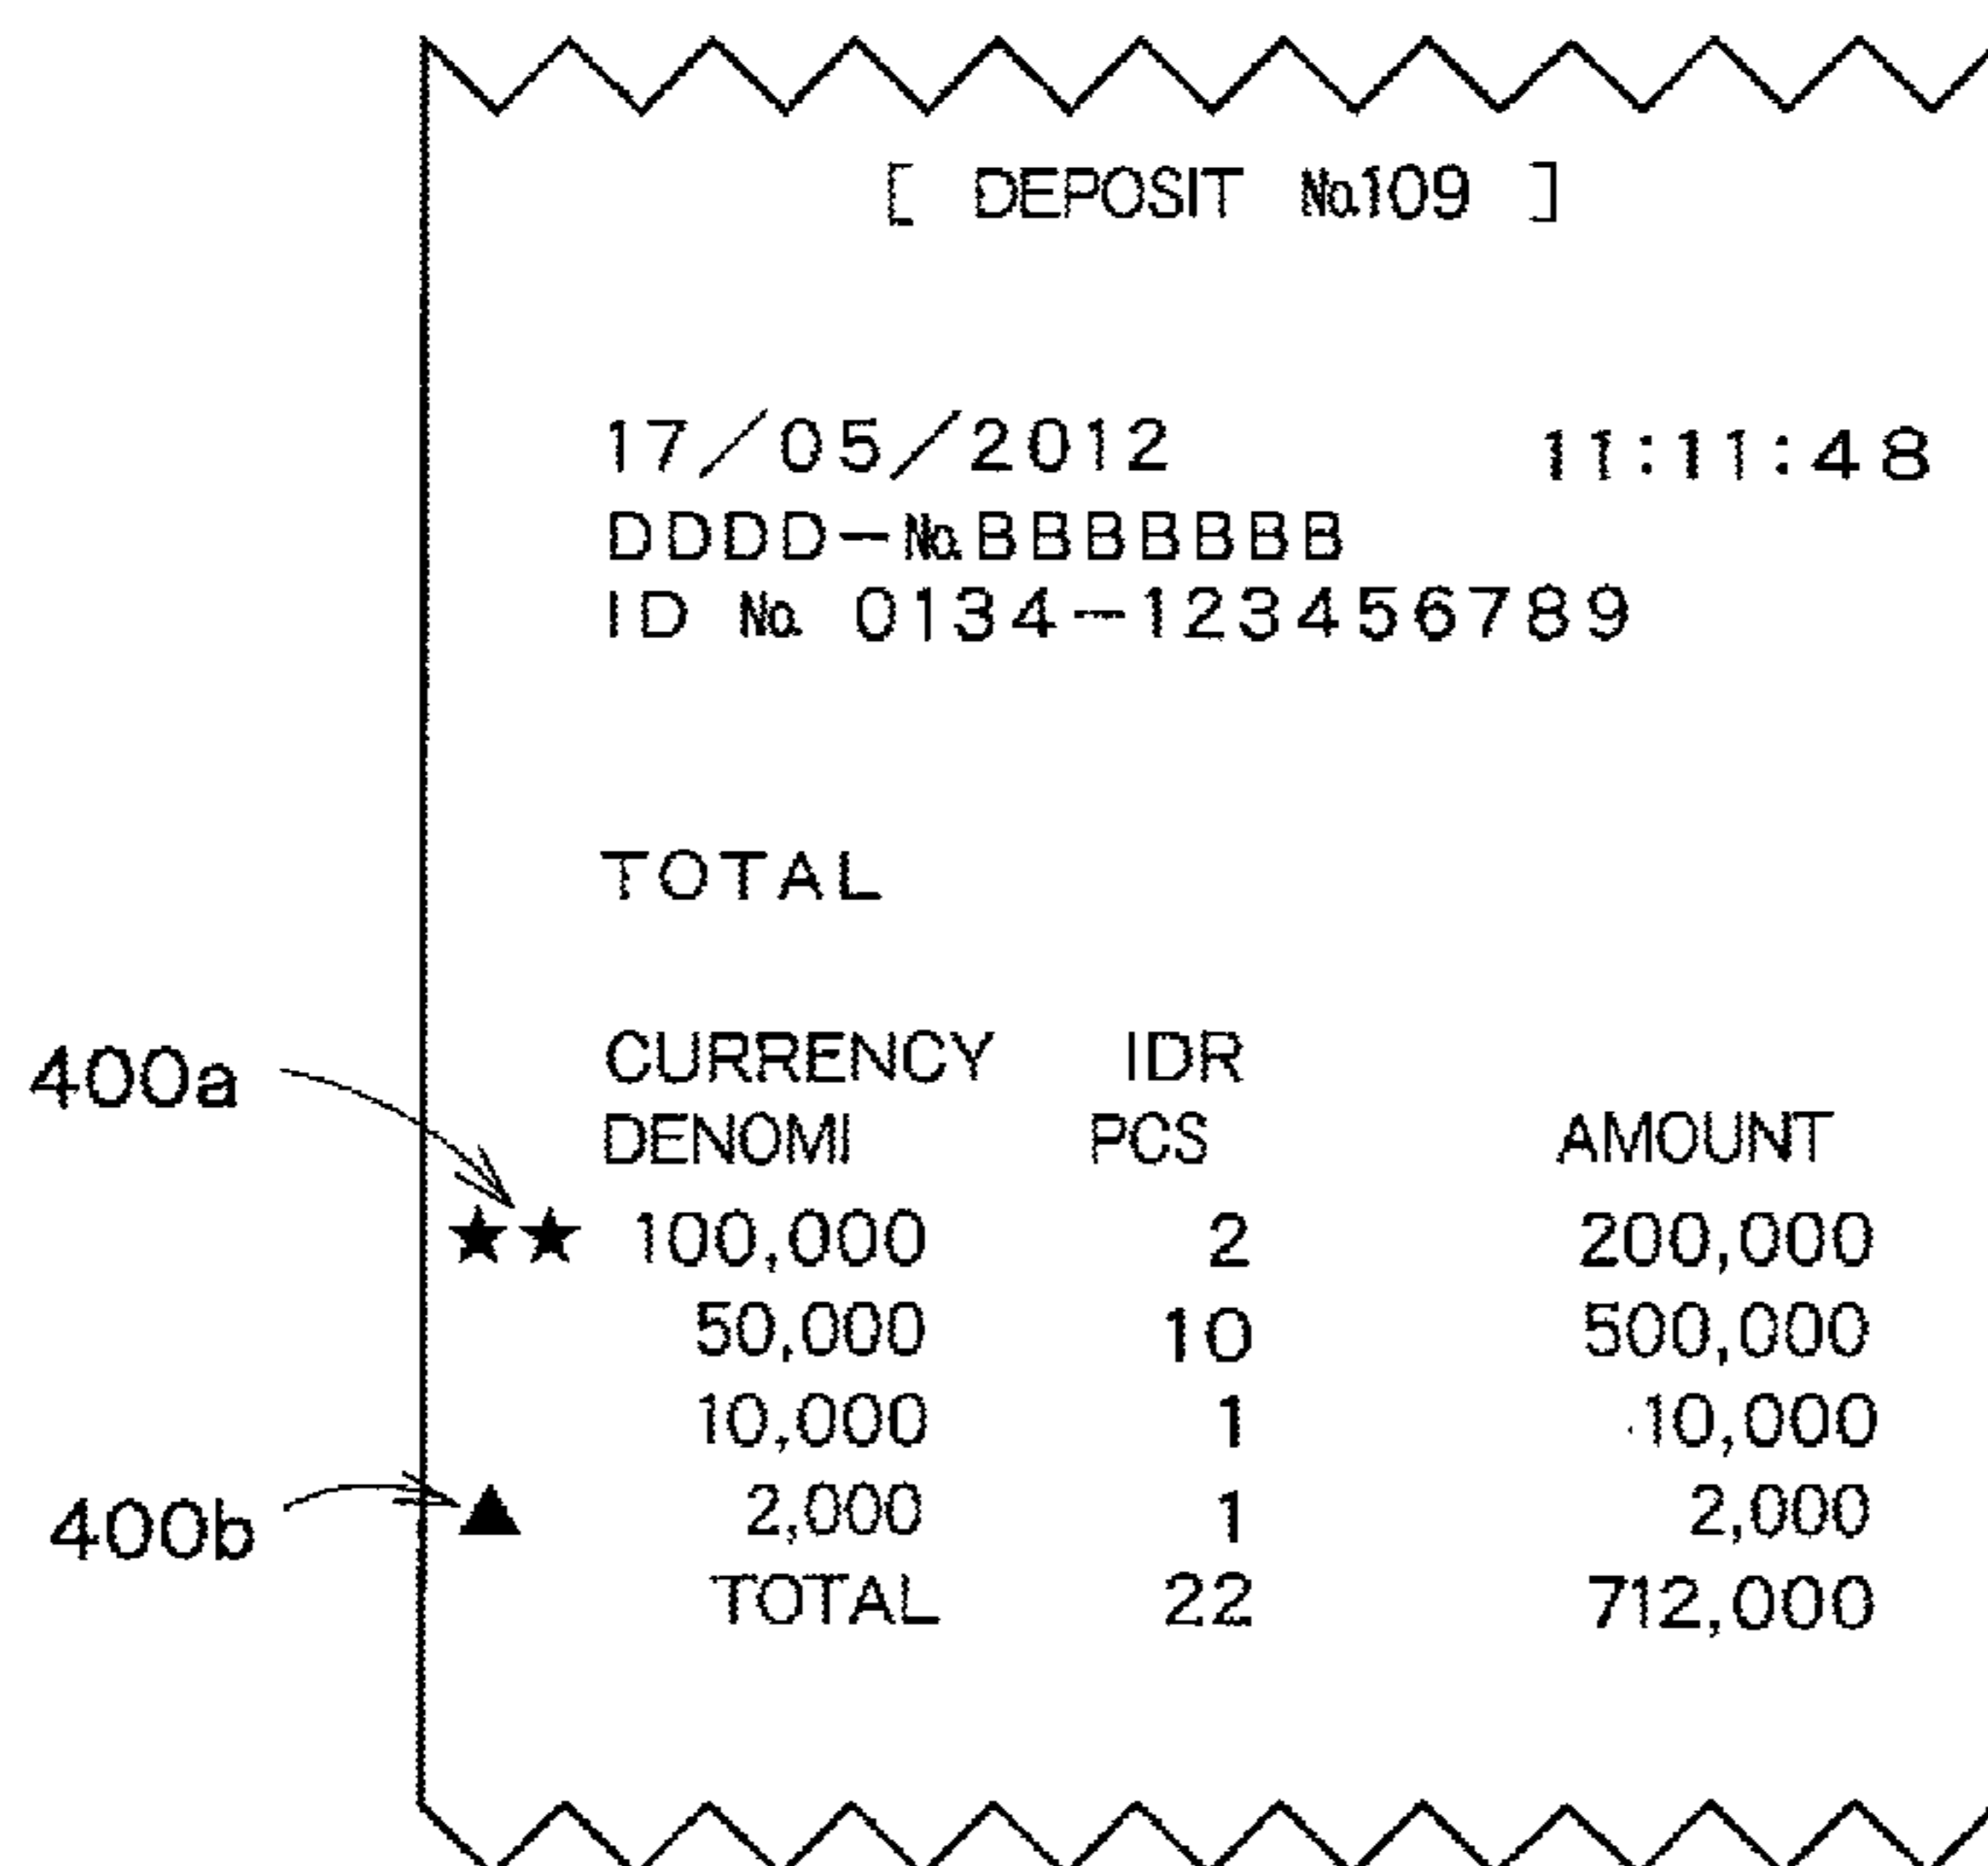 [ DEPOSIT №109 ]
17/05/2012 11:11:48
DDDD-№BBBBBBB
ID № 0134-123456789
TOTAL
CURRENCY IDR
400a
DENOMI PCS AMOUNT
★★ 100,000 2 200,000
50,000 10 500,000
10,000 1 10,000
400b ▲ 2,000 1 2,000
TOTAL 22 712,000